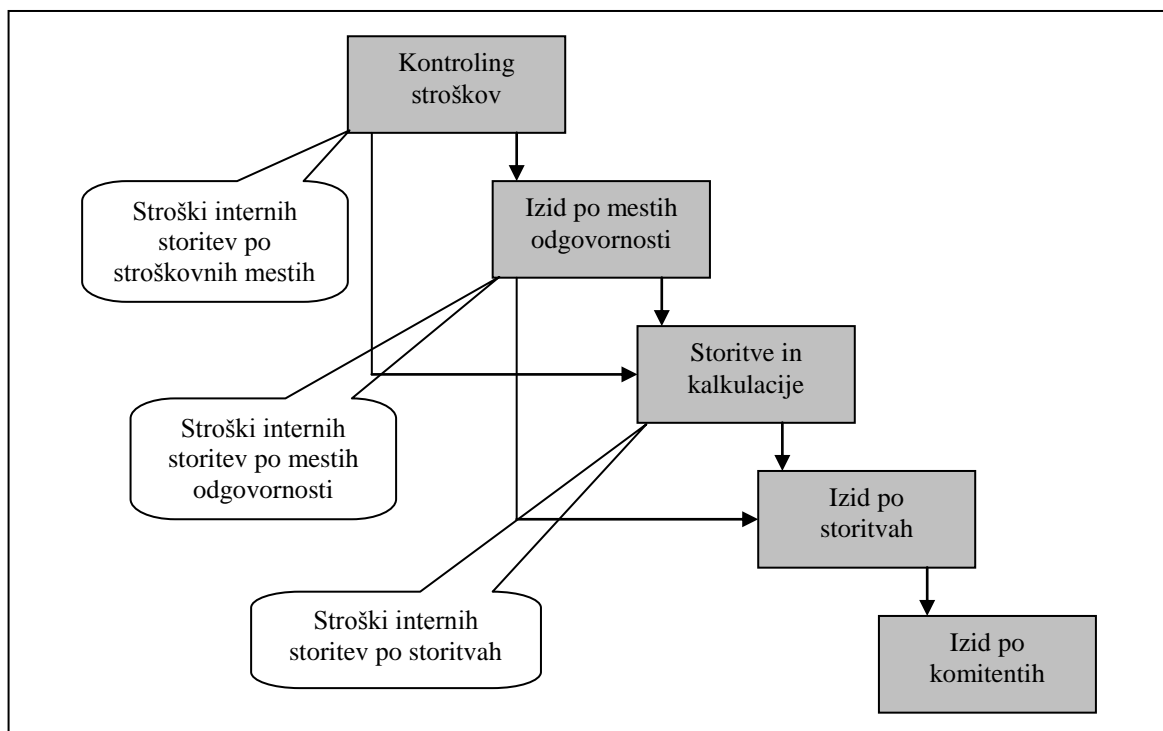 Kontroling
stroškov
Stroški internih
storitev po
stroškovnih mestih
Izid po mestih
odgovornosti
Storitve in
kalkulacije
Stroški internih
storitev po mestih
odgovornosti
Izid po
storitvah
Stroški internih
storitev po storitvah
Izid po
komitentih